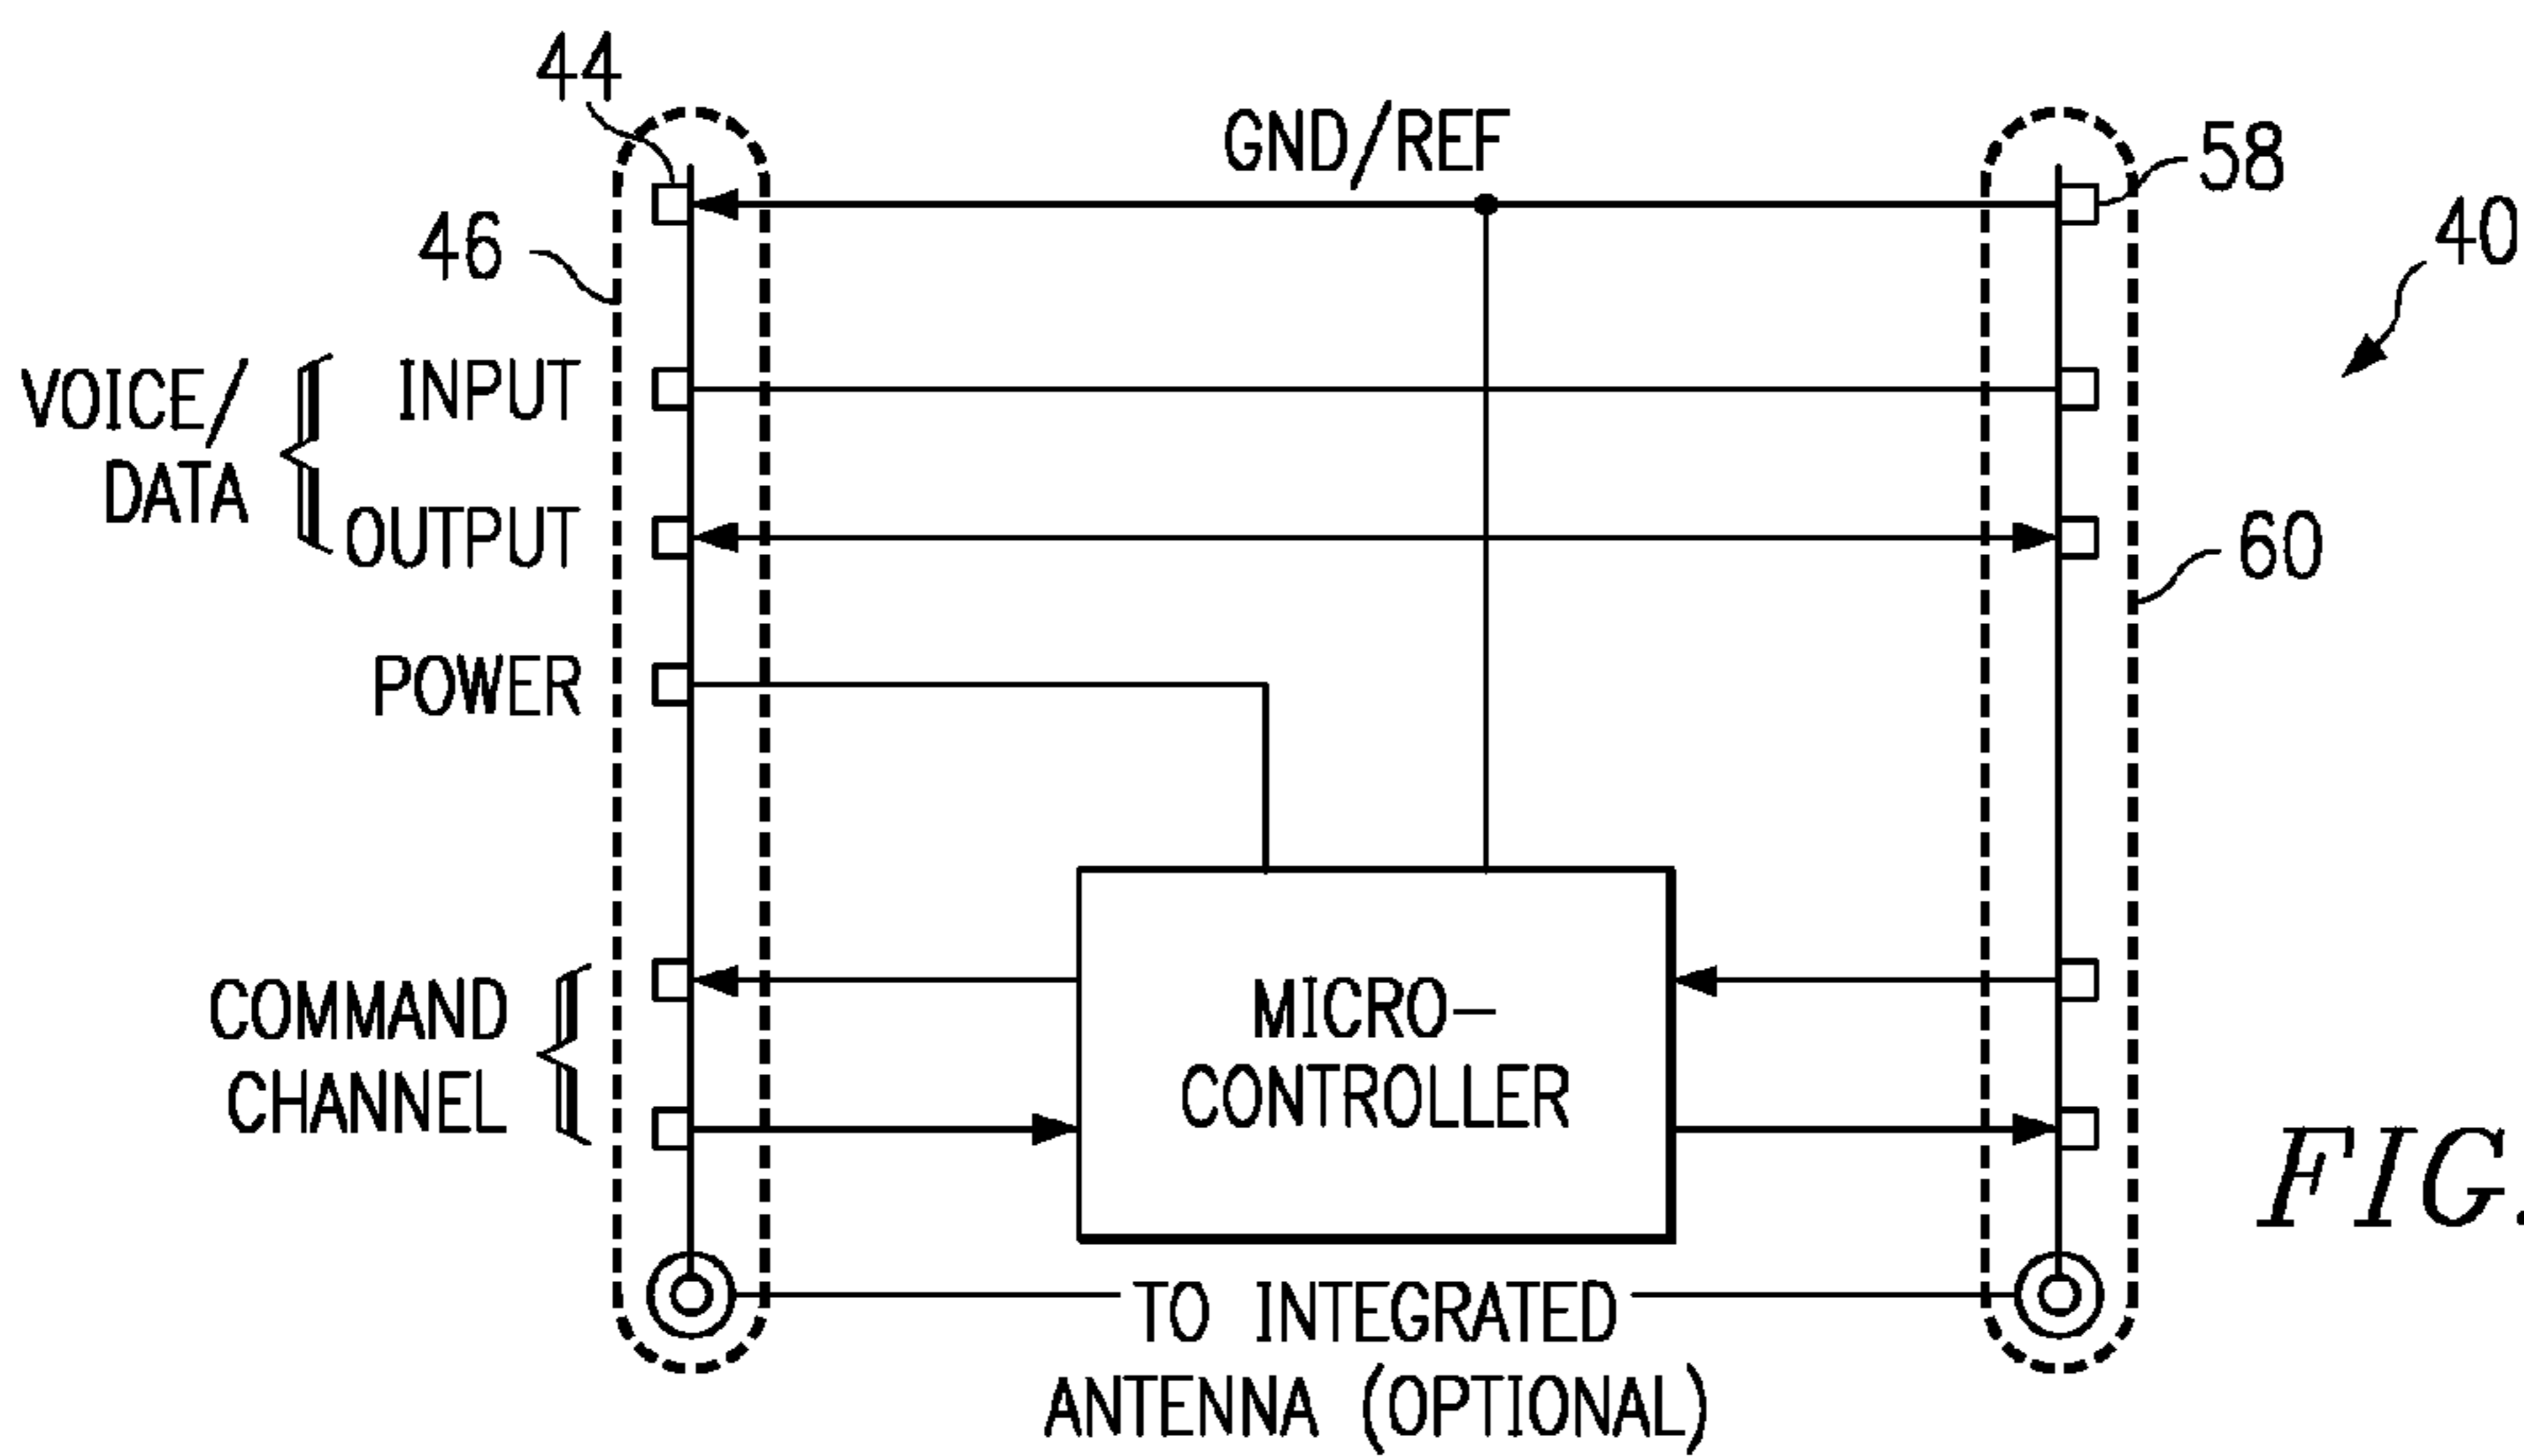 44
GND/REF
58
46
40
VOICE/
DATA
INPUT
OUTPUT
60
POWER
COMMAND
CHANNEL
MICRO-
CONTROLLER
FIG.
TO INTEGRATED
ANTENNA (OPTIONAL)